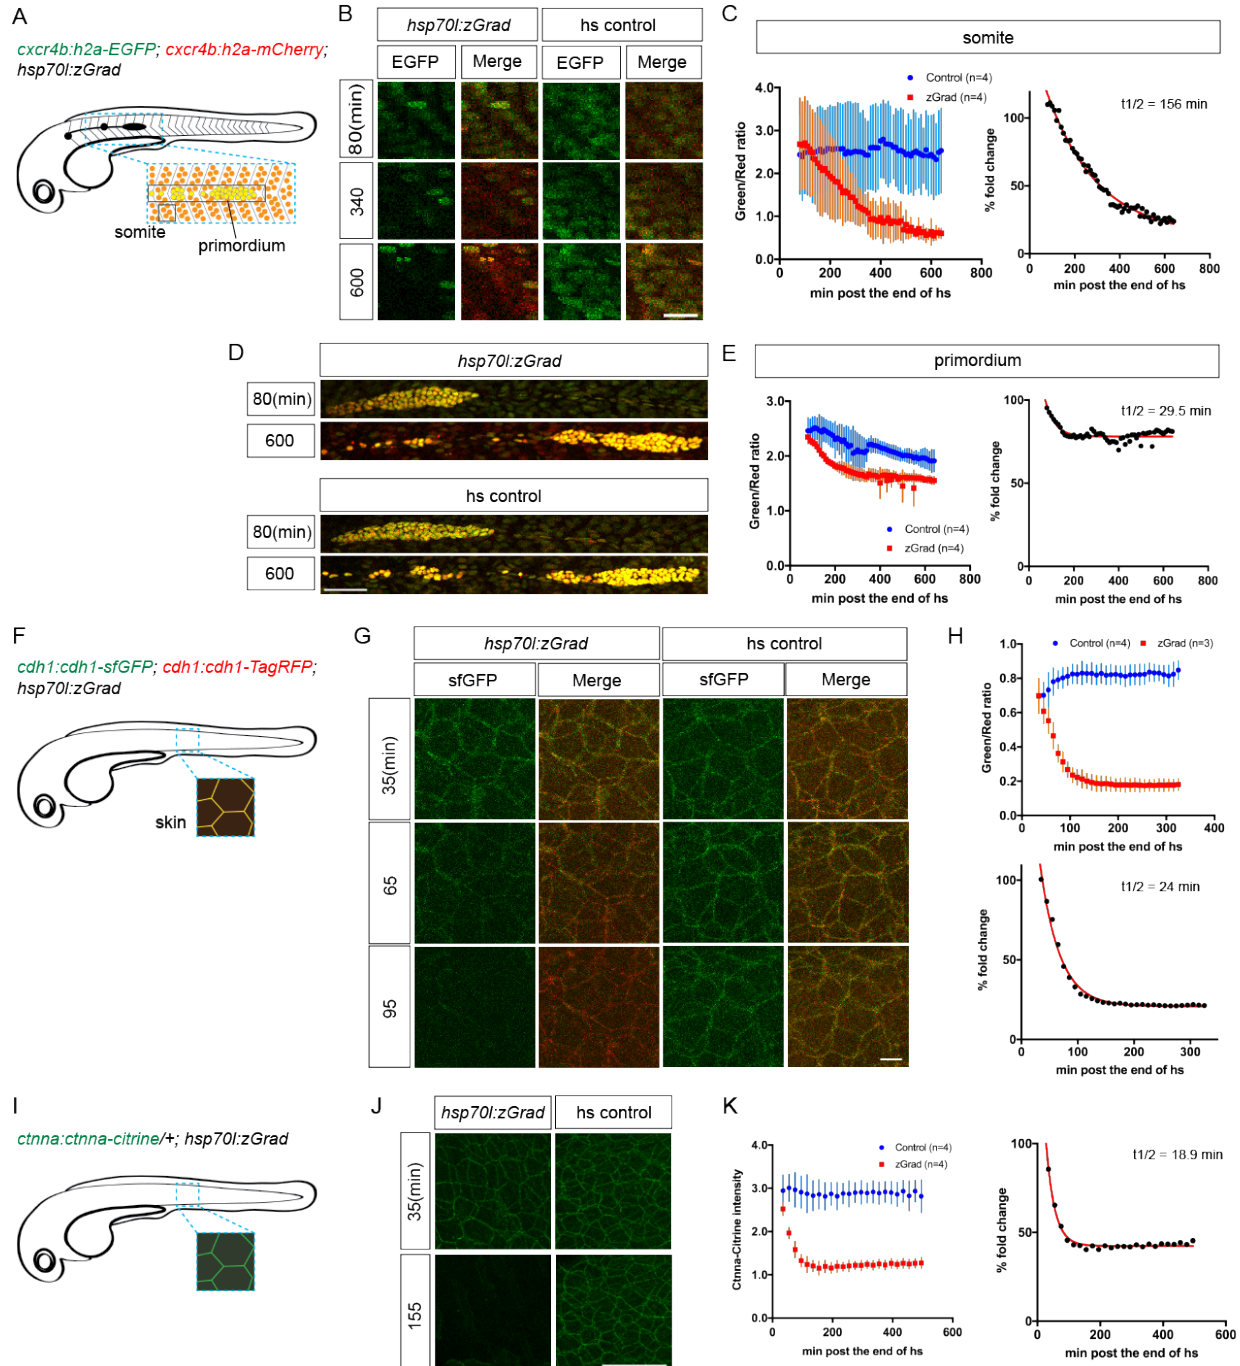 A
cxcr4b:h2a-EGFP; cxcr4b:h2a-mCherry;
hsp70l:zGrad
somite
primordium
B
hsp70l:zGrad
hs control
EGFP
Merge
EGFP
Merge
80(min)
340
600
C
somite
Control (n=4)
zGrad (n=4)
4.0
3.0
2.0
1.0
0.0
Green/Red ratio
0
200
400
600
800
min post the end of hs
t1/2 = 156 min
100
50
0
% fold change
0
200
400
600
800
min post the end of hs
D
hsp70l:zGrad
80(min)
600
hs control
80(min)
600
E
primordium
3.0
2.0
1.0
0.0
Green/Red ratio
Control (n=4)
zGrad (n=4)
0
200
400
600
800
min post the end of hs
t1/2 = 29.5 min
100
50
0
% fold change
0
200
400
600
800
min post the end of hs
F
cdh1:cdh1-sfGFP; cdh1:cdh1-TagRFP;
hsp70l:zGrad
skin
G
hsp70l:zGrad
hs control
sfGFP
Merge
sfGFP
Merge
35(min)
65
95
H
Control (n=4)
zGrad (n=3)
1.0
0.8
0.6
0.4
0.2
0.0
Green/Red ratio
0
100
200
300
400
min post the end of hs
t1/2 = 24 min
100
50
0
% fold change
0
100
200
300
min post the end of hs
I
ctnna:ctnna-citrine/+; hsp70l:zGrad
J
hsp70l:zGrad
hs control
35(min)
155
K
Control (n=4)
zGrad (n=4)
4.0
3.0
2.0
1.0
0.0
Ctnna-Citrine intensity
0
200
400
600
min post the end of hs
t1/2 = 18.9 min
100
50
0
% fold change
0
200
400
600
min post the end of hs